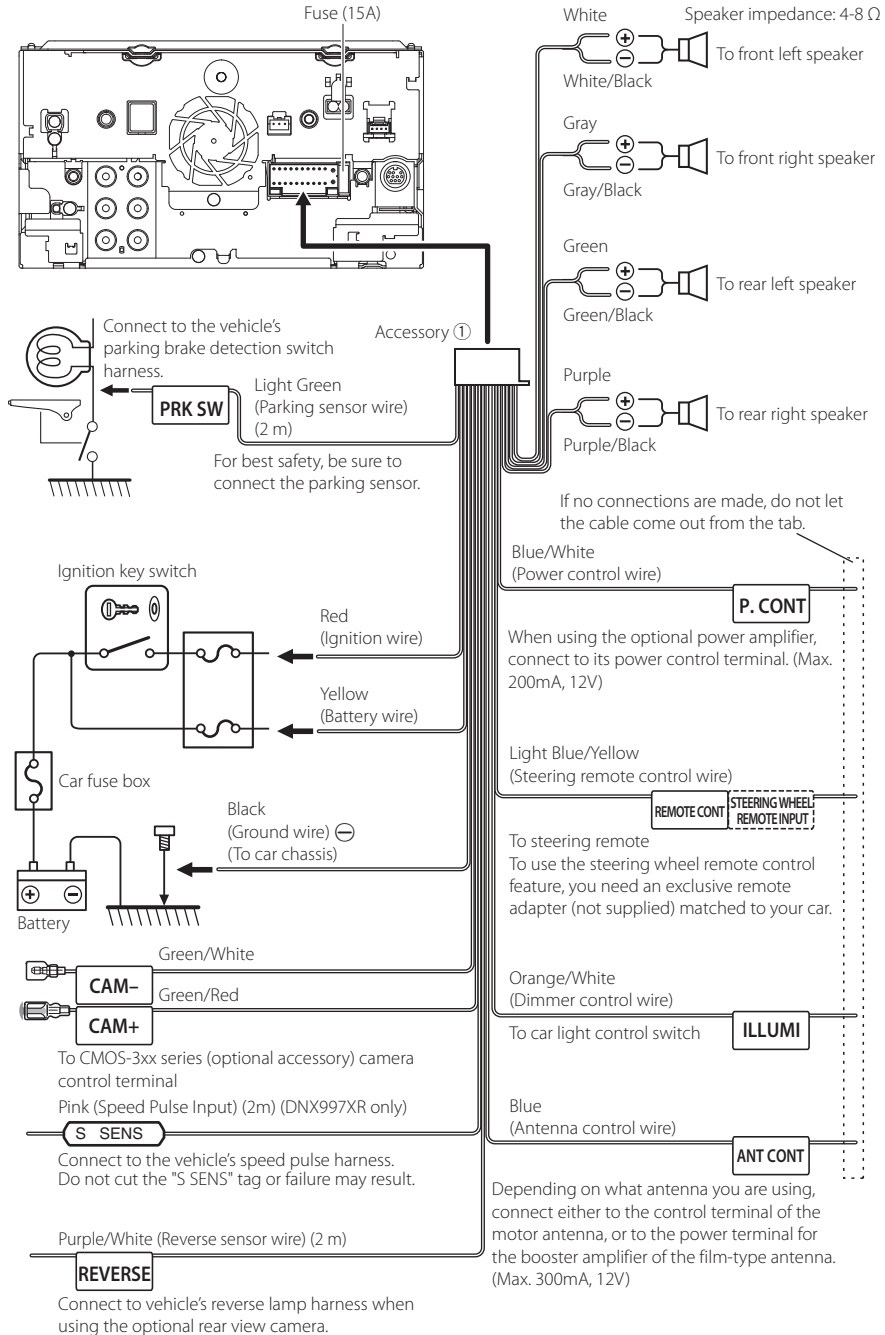 Fuse (15A)
White
Speaker impedance: 4-8 Ω
⊕
⊖
To front left speaker
White/Black
Gray
⊕
⊖
To front right speaker
Gray/Black
Green
⊕
⊖
To rear left speaker
Green/Black
Purple
⊕
⊖
To rear right speaker
Purple/Black
Accessory ①
Connect to the vehicle's
parking brake detection switch
harness.
PRK SW
Light Green
(Parking sensor wire)
(2 m)
For best safety, be sure to
connect the parking sensor.
Ignition key switch
Red
(Ignition wire)
Yellow
(Battery wire)
Car fuse box
Black
(Ground wire) ⊖
(To car chassis)
⊕ ⊖
Battery
Green/White
CAM–
Green/Red
CAM+
To CMOS-3xx series (optional accessory) camera
control terminal
Pink (Speed Pulse Input) (2m) (DNX997XR only)
S SENS
Connect to the vehicle's speed pulse harness.
Do not cut the "S SENS" tag or failure may result.
Purple/White (Reverse sensor wire) (2 m)
REVERSE
Connect to vehicle's reverse lamp harness when
using the optional rear view camera.
If no connections are made, do not let
the cable come out from the tab.
Blue/White
(Power control wire)
P. CONT
When using the optional power amplifier,
connect to its power control terminal. (Max.
200mA, 12V)
Light Blue/Yellow
(Steering remote control wire)
REMOTE CONT
STEERING WHEEL
REMOTE INPUT
To steering remote
To use the steering wheel remote control
feature, you need an exclusive remote
adapter (not supplied) matched to your car.
Orange/White
(Dimmer control wire)
To car light control switch
ILLUMI
Blue
(Antenna control wire)
ANT CONT
Depending on what antenna you are using,
connect either to the control terminal of the
motor antenna, or to the power terminal for
the booster amplifier of the film-type antenna.
(Max. 300mA, 12V)